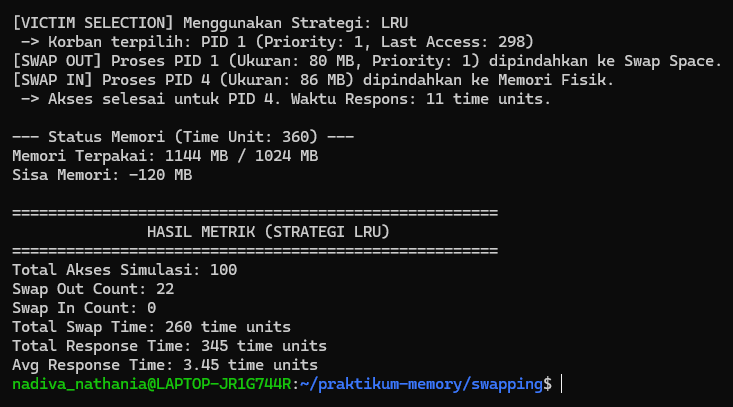 [VICTIM SELECTION] Menggunakan Strategi: LRU
 -> Korban terpilih: PID 1 (Priority: 1, Last Access: 298)
[SWAP OUT] Proses PID 1 (Ukuran: 80 MB, Priority: 1) dipindahkan ke Swap Space.
[SWAP IN] Proses PID 4 (Ukuran: 86 MB) dipindahkan ke Memori Fisik.
 -> Akses selesai untuk PID 4. Waktu Respons: 11 time units.
--- Status Memori (Time Unit: 360) ---
Memori Terpakai: 1144 MB / 1024 MB
Sisa Memori: -120 MB
======================================================
HASIL METRIK (STRATEGI LRU)
======================================================
Total Akses Simulasi: 100
Swap Out Count: 22
Swap In Count: 0
Total Swap Time: 260 time units
Total Response Time: 345 time units
Avg Response Time: 3.45 time units
nadiva_nathania@LAPTOP-JR1G744R:~/praktikum-memory/swapping$